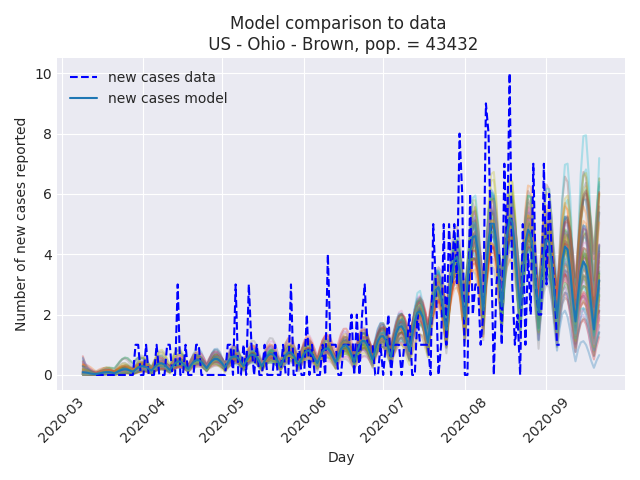 Model comparison to data
US - Ohio - Brown, pop. = 43432
new cases data
new cases model
Number of new cases reported
10
8
6
4
2
0
2020-03
2020-04
2020-05
2020-06
2020-07
2020-08
2020-09
Day